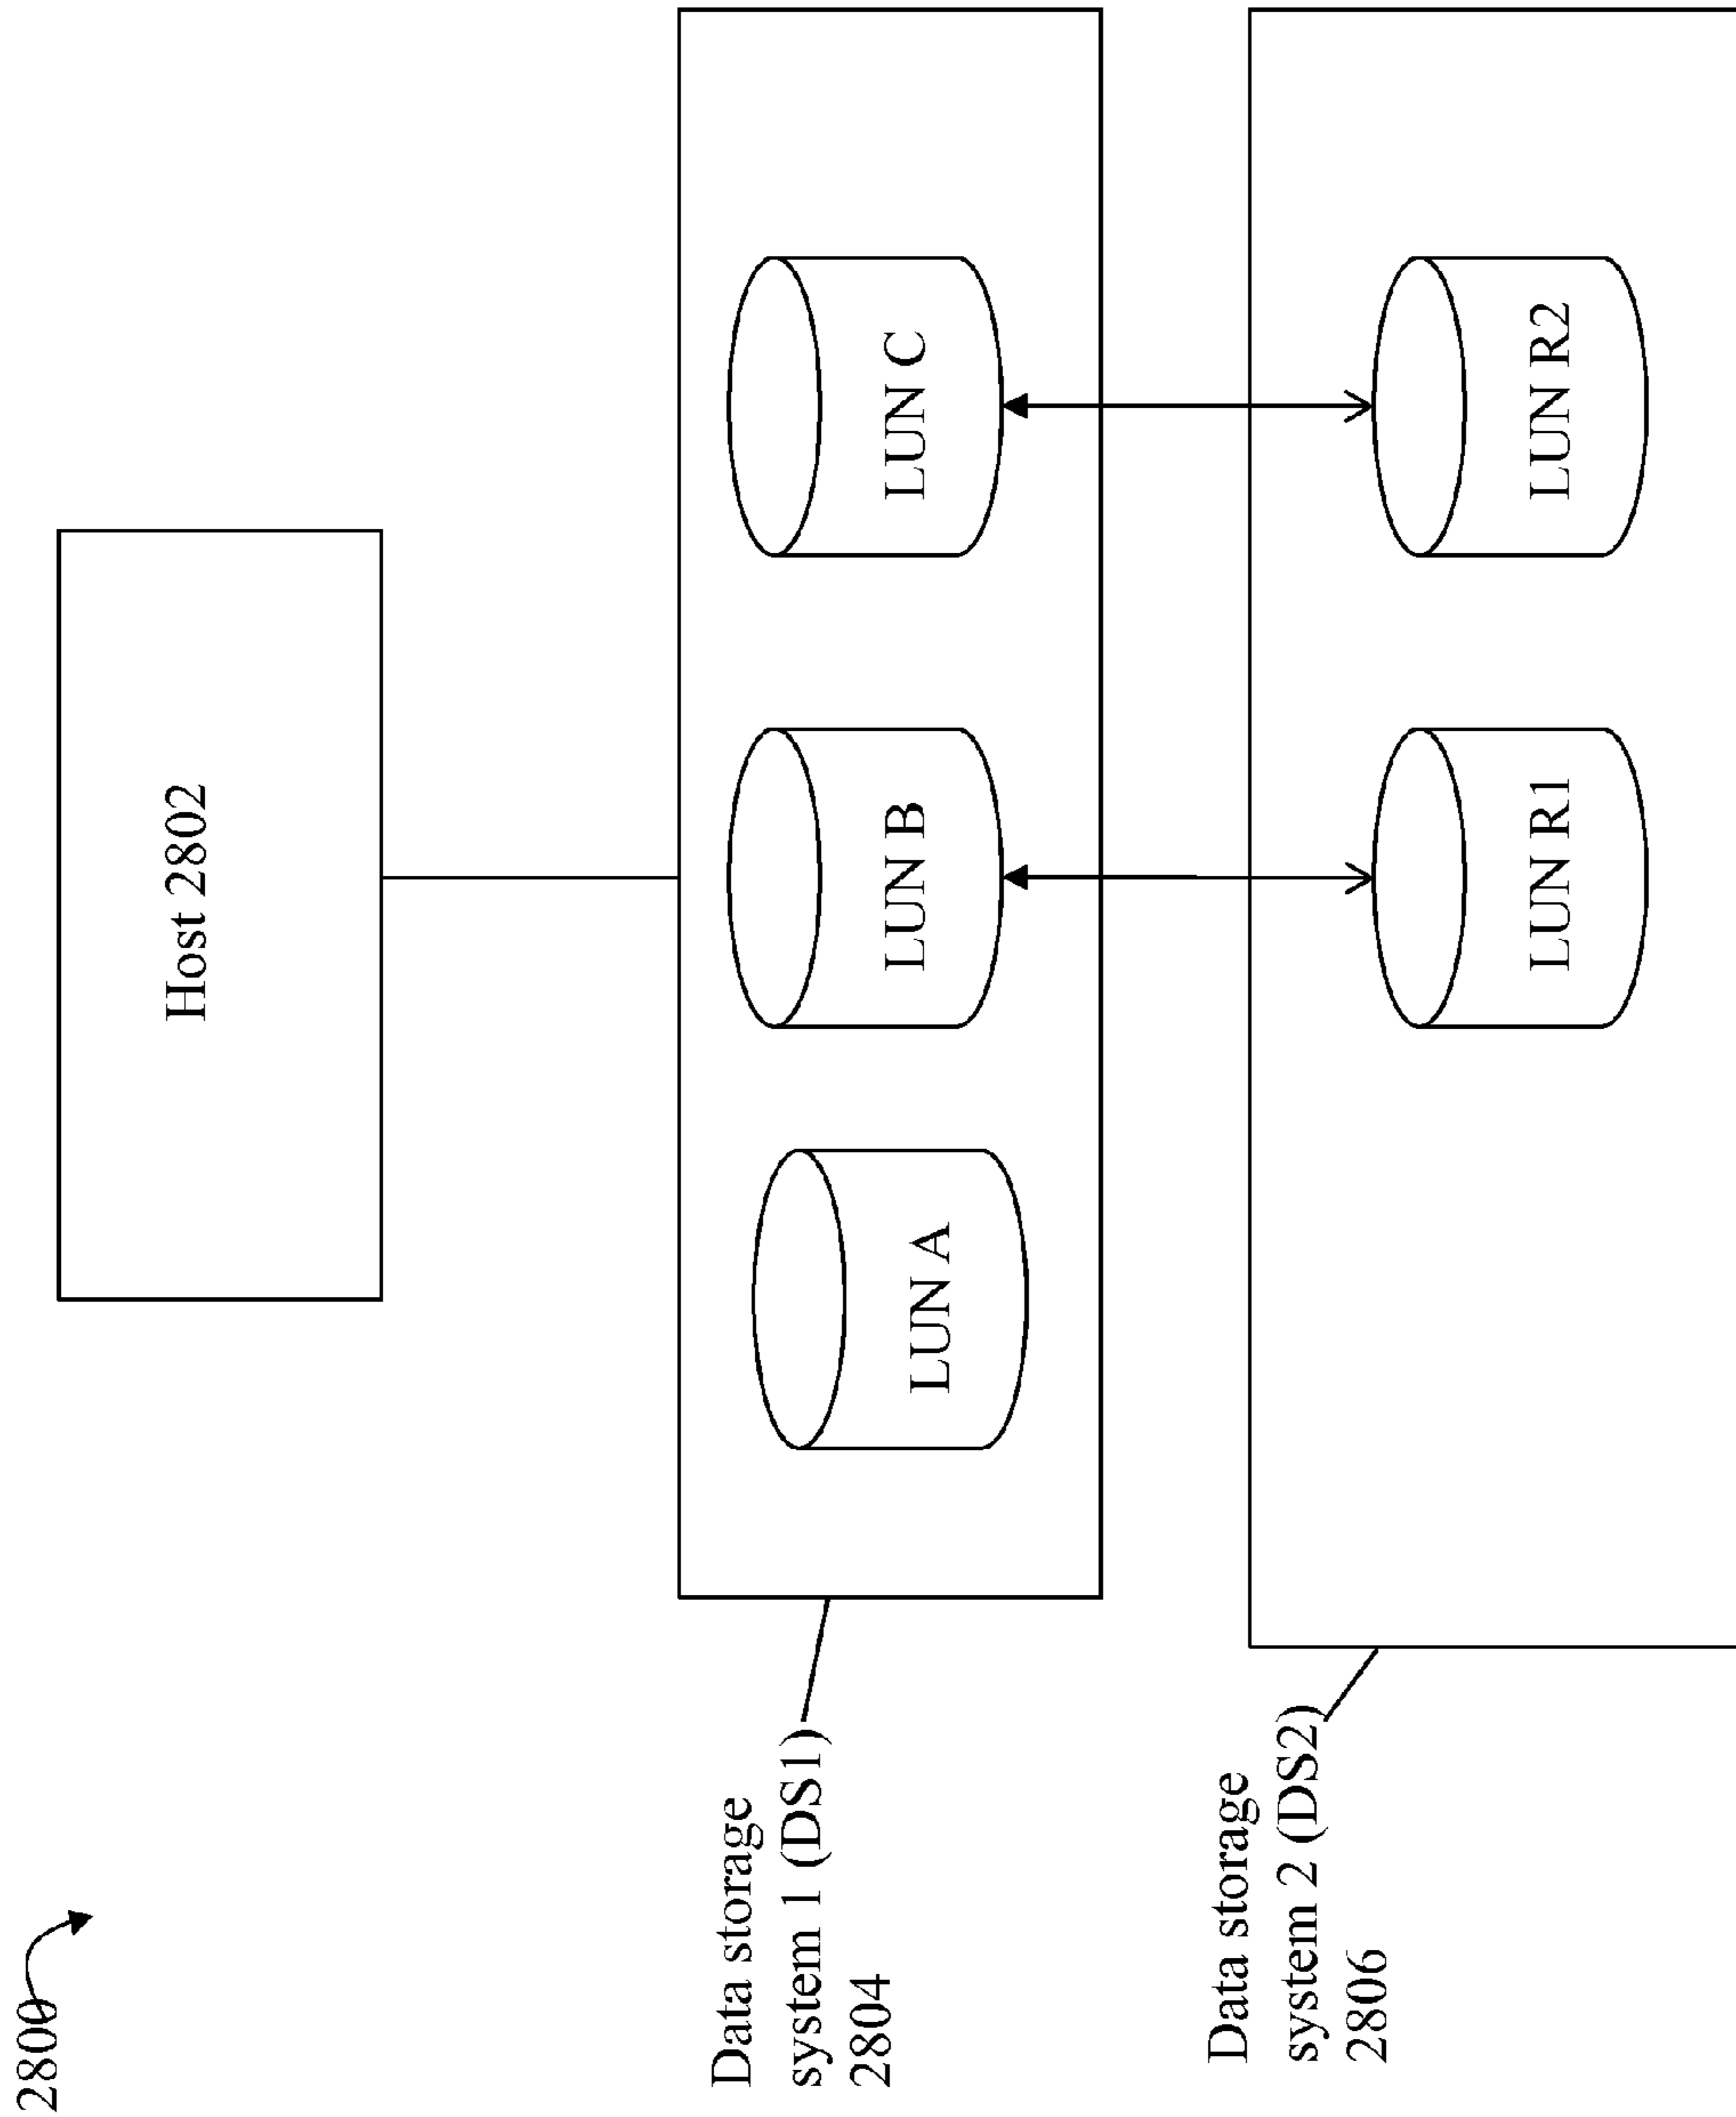 2800
Host 2802
Data storage
system 1 (DS1)
2804
LUN A
LUN B
LUN C
Data storage
system 2 (DS2)
2806
LUN R1
LUN R2